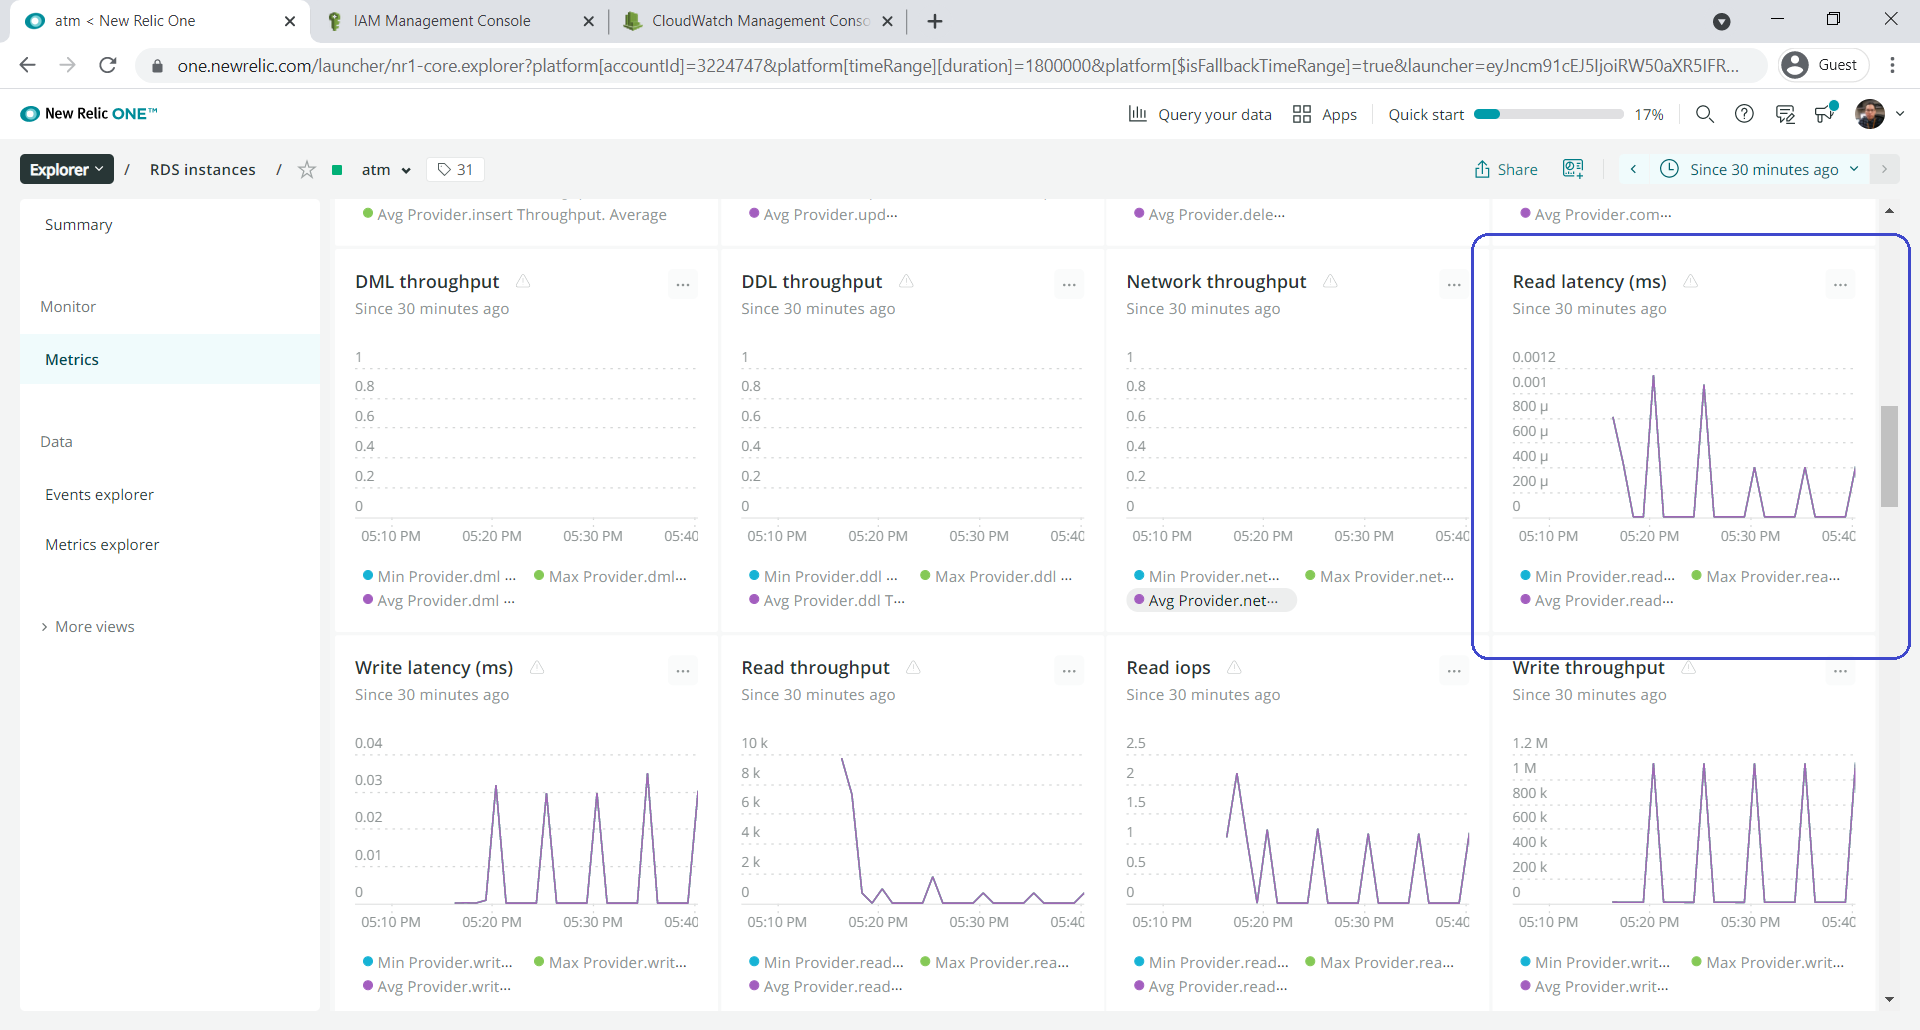 atm < New Relic One
IAM Management Console
CloudWatch Management Conso
one.newrelic.com/launcher/nr1-core.explorer?platform[accountId]=3224747&platform[timeRange][duration]=1800000&platform[$isFallbackTimeRange]=true&launcher=eyJncm91cEJ5IjoiRW50aXR5IFR...
Guest
New Relic ONE™
Query your data
Apps
Quick start
17%
Explorer
/
RDS instances
/
atm
31
Share
Since 30 minutes ago
Summary
Monitor
Metrics
Data
Events explorer
Metrics explorer
More views
Avg Provider.insert Throughput. Average
Avg Provider.upd...
Avg Provider.dele...
Avg Provider.com...
DML throughput
Since 30 minutes ago
1
0.8
0.6
0.4
0.2
0
05:10 PM 05:20 PM 05:30 PM 05:40
Min Provider.dml ... Max Provider.dml...
Avg Provider.dml ...
DDL throughput
Since 30 minutes ago
1
0.8
0.6
0.4
0.2
0
05:10 PM 05:20 PM 05:30 PM 05:40
Min Provider.ddl ... Max Provider.ddl ...
Avg Provider.ddl T...
Network throughput
Since 30 minutes ago
1
0.8
0.6
0.4
0.2
0
05:10 PM 05:20 PM 05:30 PM 05:40
Min Provider.net... Max Provider.net...
Avg Provider.net...
Read latency (ms)
Since 30 minutes ago
0.0012
0.001
800 µ
600 µ
400 µ
200 µ
0
05:10 PM 05:20 PM 05:30 PM 05:40
Min Provider.read... Max Provider.rea...
Avg Provider.read...
Write latency (ms)
Since 30 minutes ago
0.04
0.03
0.02
0.01
0
05:10 PM 05:20 PM 05:30 PM 05:40
Min Provider.writ... Max Provider.writ...
Avg Provider.writ...
Read throughput
Since 30 minutes ago
10 k
8 k
6 k
4 k
2 k
0
05:10 PM 05:20 PM 05:30 PM 05:40
Min Provider.read... Max Provider.rea...
Avg Provider.read...
Read iops
Since 30 minutes ago
2.5
2
1.5
1
0.5
0
05:10 PM 05:20 PM 05:30 PM 05:40
Min Provider.read... Max Provider.rea...
Avg Provider.read...
Write throughput
Since 30 minutes ago
1.2 M
1 M
800 k
600 k
400 k
200 k
0
05:10 PM 05:20 PM 05:30 PM 05:40
Min Provider.writ... Max Provider.writ...
Avg Provider.writ...